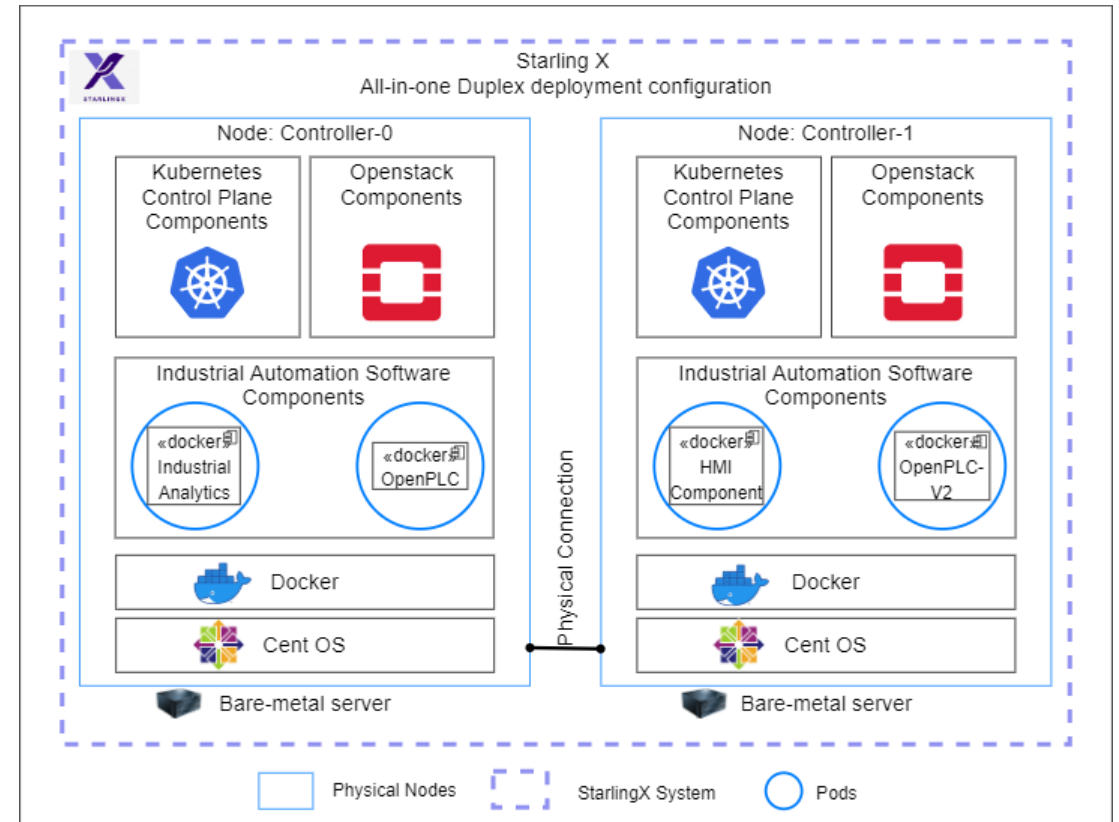 Starling X
All-in-one Duplex deployment configuration
STARLINGX
Node: Controller-0
Kubernetes
Control Plane
Components
Openstack
Components
Industrial Automation Software
Components
«docker»
Industrial
Analytics
«docker»
OpenPLC
Docker
Cent OS
Bare-metal server
Physical Connection
Node: Controller-1
Kubernetes
Control Plane
Components
Openstack
Components
Industrial Automation Software
Components
«docker»
HMI
Component
«docker»
OpenPLC-
V2
Docker
Cent OS
Bare-metal server
Physical Nodes
StarlingX System
Pods